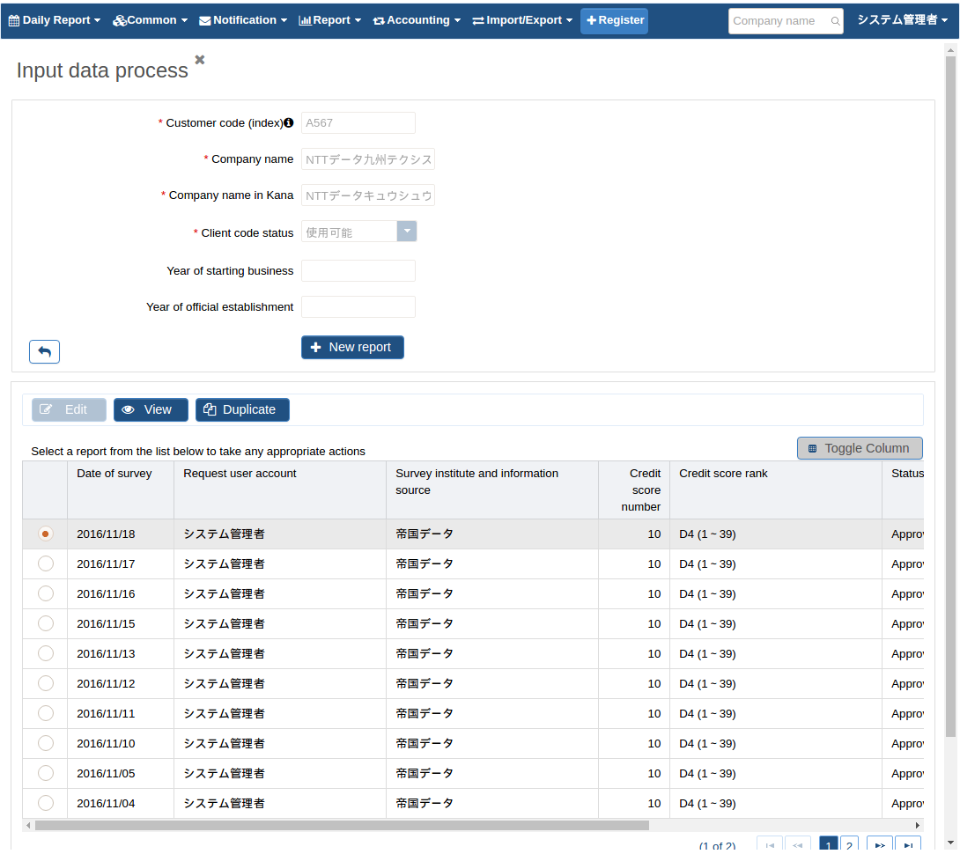 Daily Report Common Notification Report Accounting Import/Export Register Company name システム管理者
Input data process
* Customer code (index) A567
* Company name NTTデータ九州テクシス
* Company name in Kana NTTデータキュウシュウ
* Client code status 使用可能
Year of starting business
Year of official establishment
New report
Edit View Duplicate
Select a report from the list below to take any appropriate actions Toggle Column
Date of survey Request user account Survey institute and information source Credit score number Credit score rank Status
2016/11/18 システム管理者 帝国データ 10 D4 (1 ~ 39) Approv
2016/11/17 システム管理者 帝国データ 10 D4 (1 ~ 39) Approv
2016/11/16 システム管理者 帝国データ 10 D4 (1 ~ 39) Approv
2016/11/15 システム管理者 帝国データ 10 D4 (1 ~ 39) Approv
2016/11/13 システム管理者 帝国データ 10 D4 (1 ~ 39) Approv
2016/11/12 システム管理者 帝国データ 10 D4 (1 ~ 39) Approv
2016/11/11 システム管理者 帝国データ 10 D4 (1 ~ 39) Approv
2016/11/10 システム管理者 帝国データ 10 D4 (1 ~ 39) Approv
2016/11/05 システム管理者 帝国データ 10 D4 (1 ~ 39) Approv
2016/11/04 システム管理者 帝国データ 10 D4 (1 ~ 39) Approv
(1 of 2) 1 2